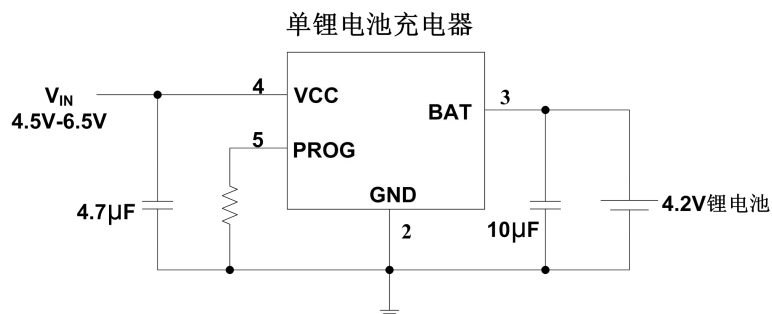 单锂电池充电器
4
VCC
V_IN
4.5V-6.5V
3
BAT
5
PROG
GND
4.7μF
2
10μF
4.2V锂电池